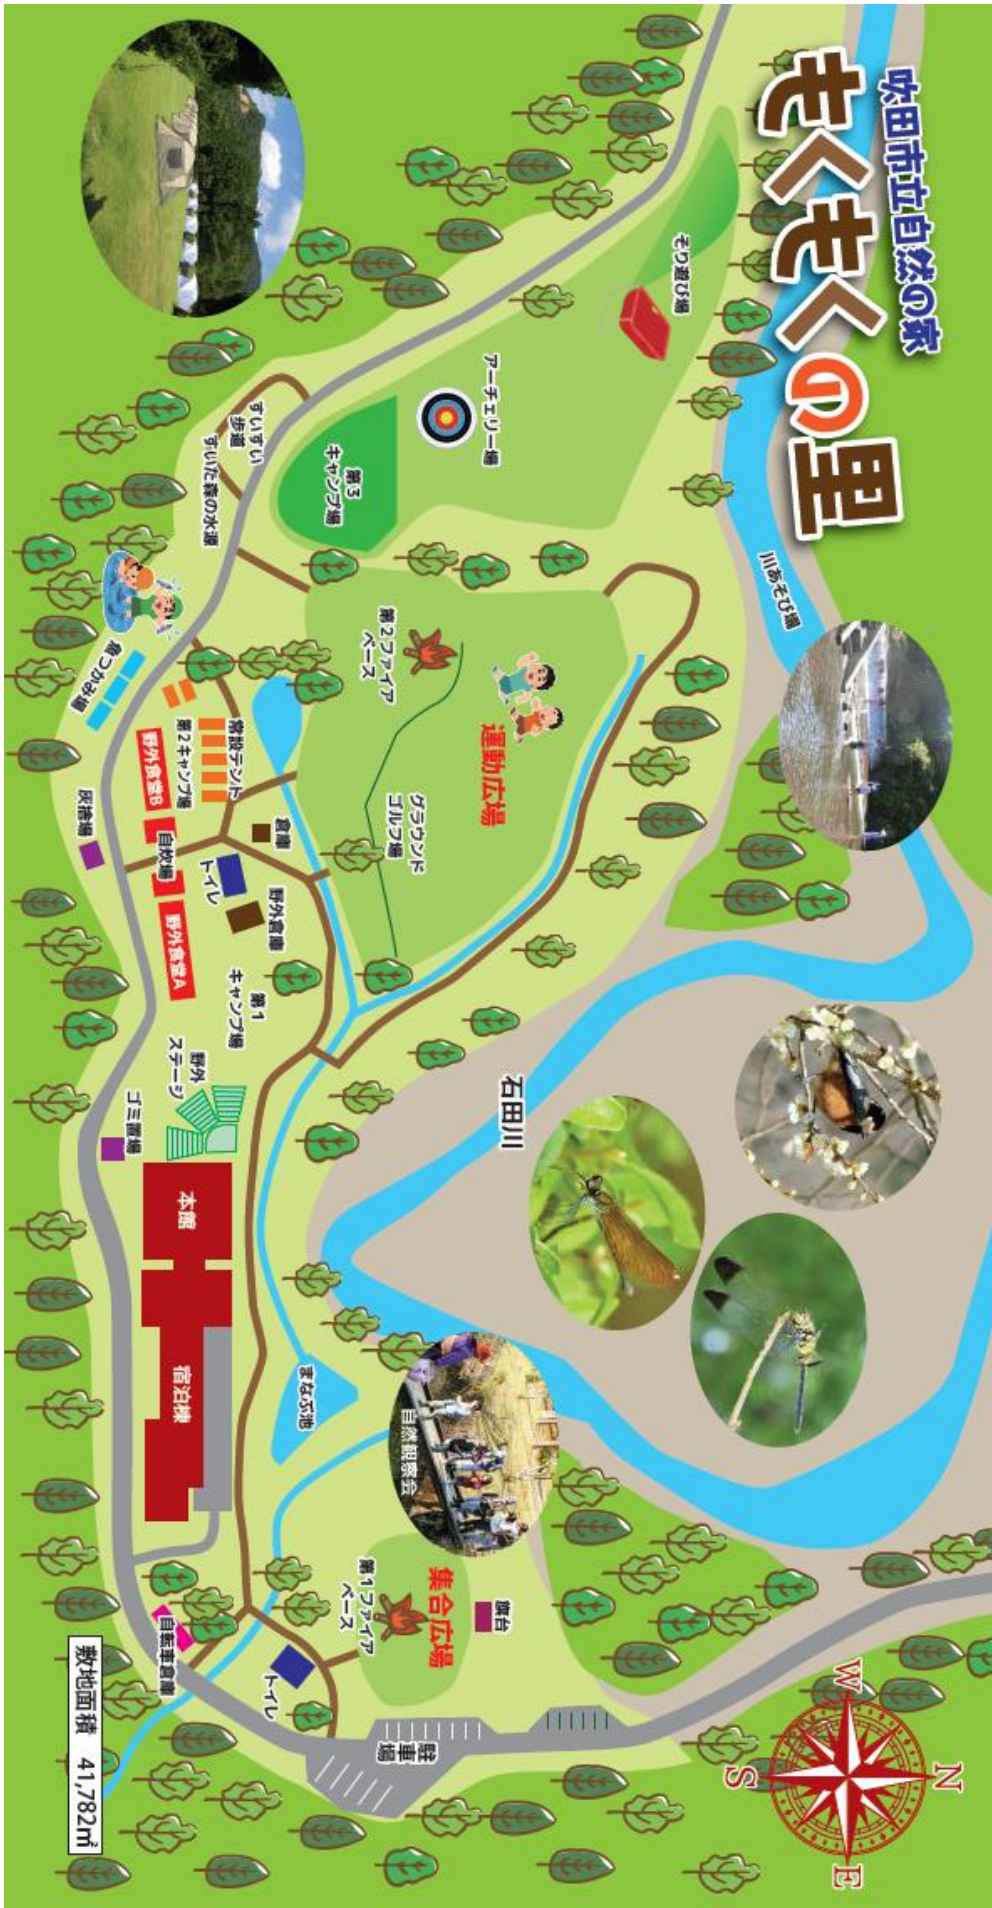 吹田市立自然の家
もくもくの里
そり遊び場
アーチェリー場
第3
キャンプ場
すいすい
歩道
すいた森の水源
川あそび場
魚つかみ場
第2ファイア
ベース
運動広場
グラウンド
ゴルフ場
常設テント
第2キャンプ場
野外食堂B
灰捨場
自炊場
倉庫
トイレ
野外倉庫
野外食堂A
第1
キャンプ場
野外
ステージ
ゴミ置場
石田川
本館
宿泊棟
まなぶ池
自然観察会
集合広場
第1ファイア
ベース
旗台
トイレ
自転車倉庫
駐車場
敷地面積 41,782㎡
N
W
E
S